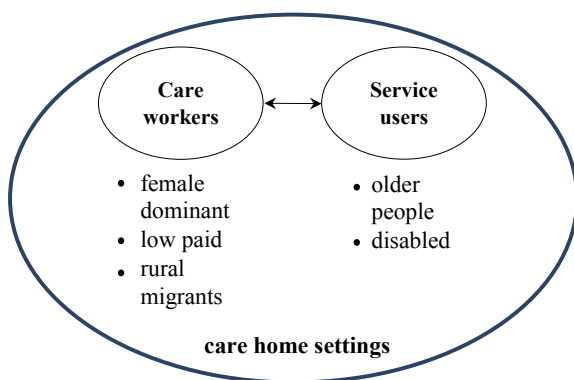 Care
workers
Service
users
• female
dominant
• low paid
• rural
migrants
• older
people
• disabled
care home settings